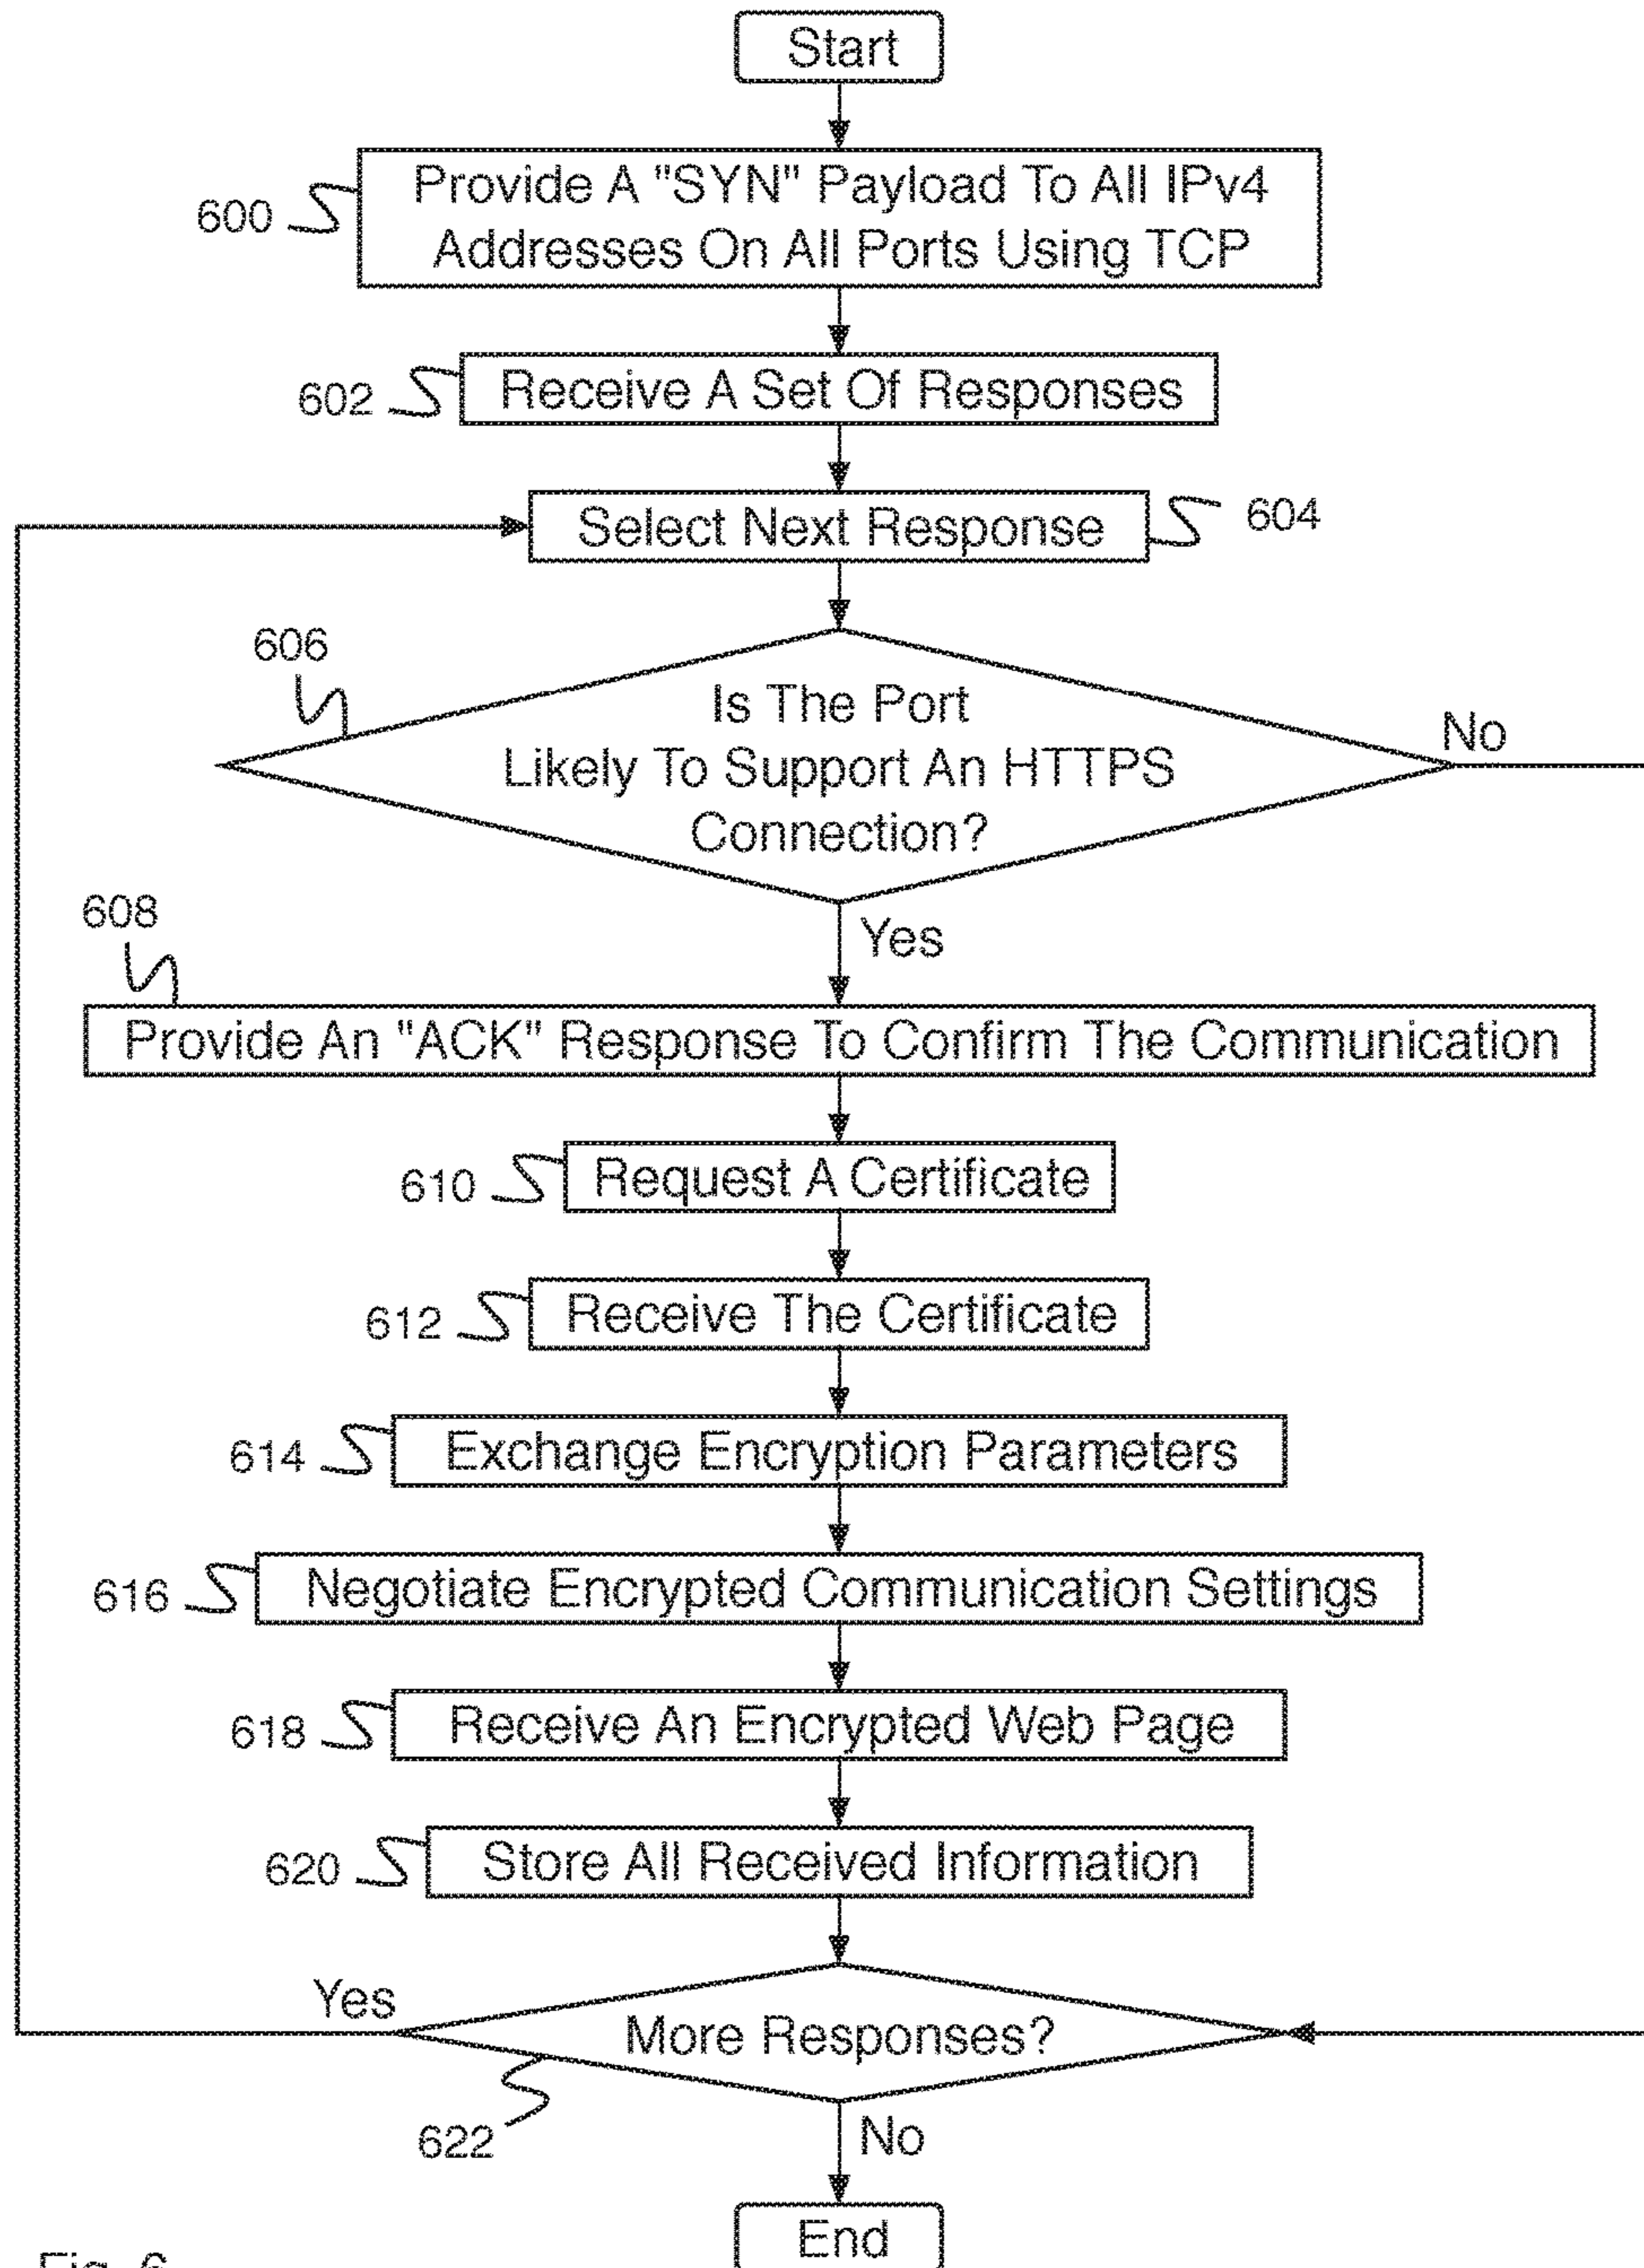 Start
600
Provide A "SYN" Payload To All IPv4
Addresses On All Ports Using TCP
602
Receive A Set Of Responses
Select Next Response
604
606
Is The Port
Likely To Support An HTTPS
Connection?
No
Yes
608
Provide An "ACK" Response To Confirm The Communication
610
Request A Certificate
612
Receive The Certificate
614
Exchange Encryption Parameters
616
Negotiate Encrypted Communication Settings
618
Receive An Encrypted Web Page
620
Store All Received Information
Yes
More Responses?
622
No
End
Fig. 6